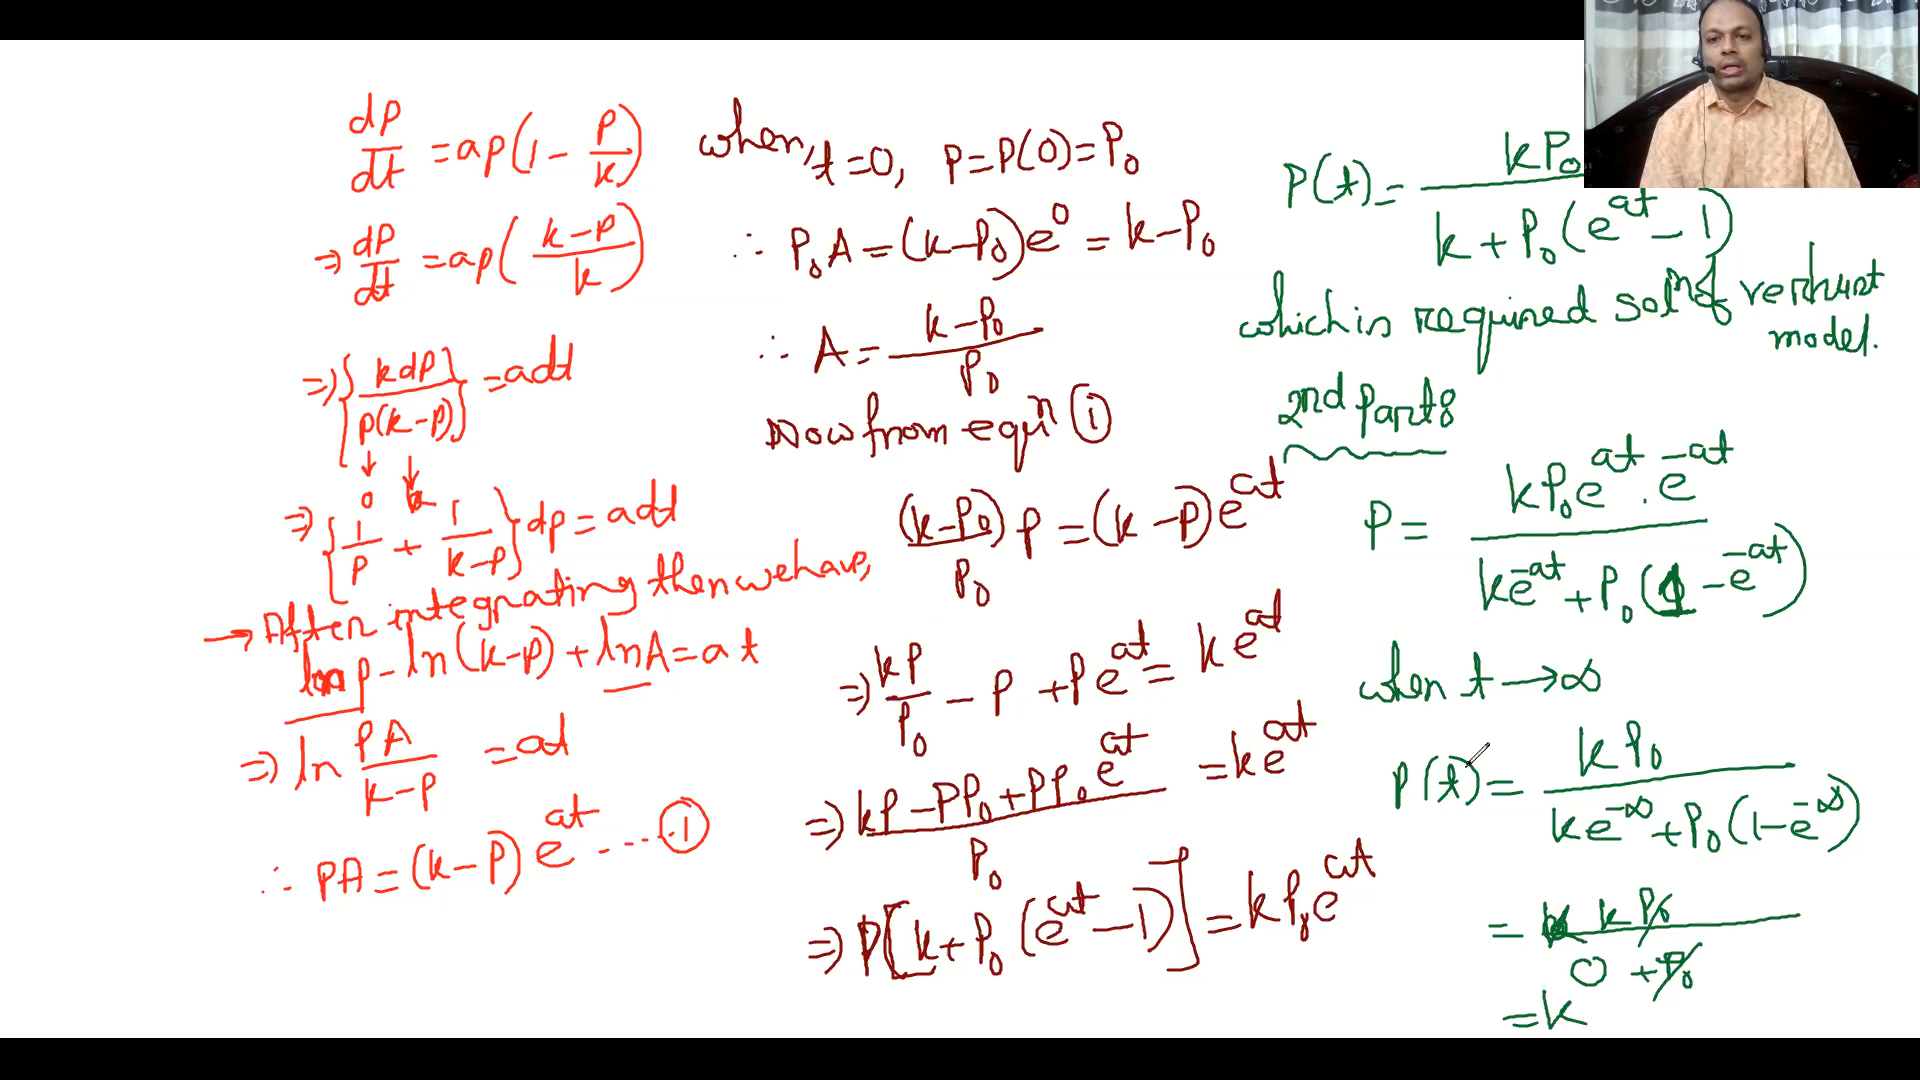 dP/dt = ap(1 - P/k)
⇒ dP/dt = ap((k-P)/k)
⇒ {kdP/P(k-P)} = adt
↓ ↓
0 k
⇒ {1/P + 1/(k-P)} dp = adt
→ After integrating then we have,
ln p - ln(k-p) + ln A = at
⇒ ln PA/(k-P) = at
∴ PA = (k-P) e^at ----- ①
when, t=0, P=P(0)=P₀
∴ P₀A = (k-P₀)e^0 = k-P₀
∴ A = (k-P₀)/P₀
Now from equⁿ ①
(k-P₀)/P₀ P = (k-P)e^at
⇒ kP/P₀ - P + Pe^at = ke^at
⇒ (kP - PP₀ + PP₀e^at)/P₀ = ke^at
⇒ P[k+P₀(e^at - 1)] = kP₀e^at
P(t) = kP₀/(k+P₀(e^at - 1))
which is required solⁿ of verhust
model.
2nd Part:
P = kP₀e^at . e^-at/(ke^-at + P₀(1 - e^-at))
when t → ∞
P(t) = kP₀/(ke^-∞ + P₀(1-e^-∞))
= kP₀/(0 + P₀)
= k